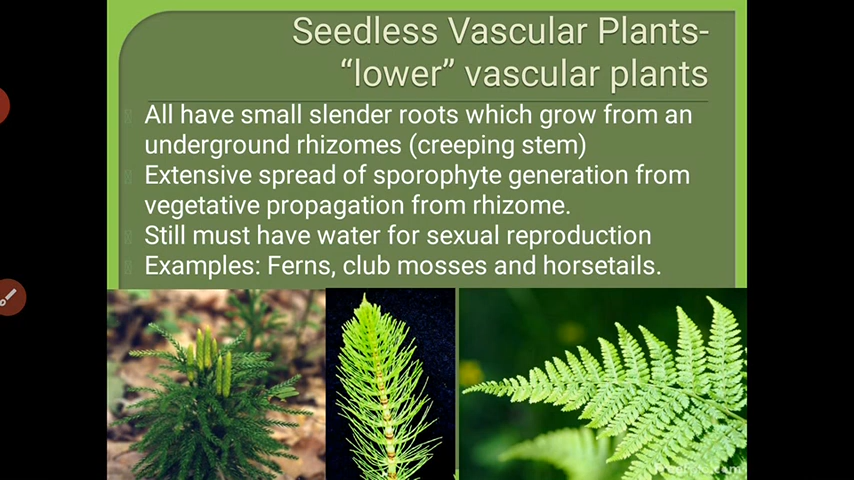 Seedless Vascular Plants-
“lower” vascular plants
All have small slender roots which grow from an
underground rhizomes (creeping stem)
Extensive spread of sporophyte generation from
vegetative propagation from rhizome.
Still must have water for sexual reproduction
Examples: Ferns, club mosses and horsetails.